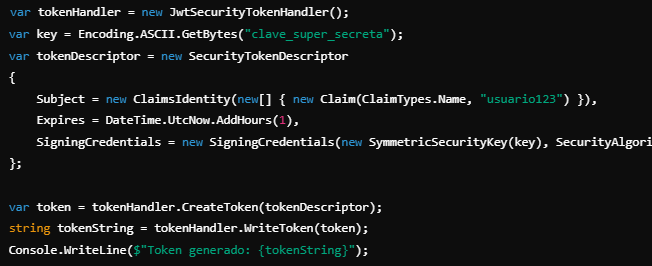 var tokenHandler = new JwtSecurityTokenHandler();
var key = Encoding.ASCII.GetBytes("clave_super_secreta");
var tokenDescriptor = new SecurityTokenDescriptor
{
    Subject = new ClaimsIdentity(new[] { new Claim(ClaimTypes.Name, "usuario123") }),
    Expires = DateTime.UtcNow.AddHours(1),
    SigningCredentials = new SigningCredentials(new SymmetricSecurityKey(key), SecurityAlgori
};
var token = tokenHandler.CreateToken(tokenDescriptor);
string tokenString = tokenHandler.WriteToken(token);
Console.WriteLine($"Token generado: {tokenString}");